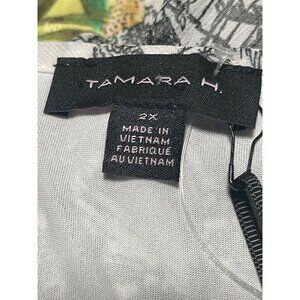 TAMARA H.
2X
MADE IN
VIETNAM
FABRIQUE
AU VIETNAM